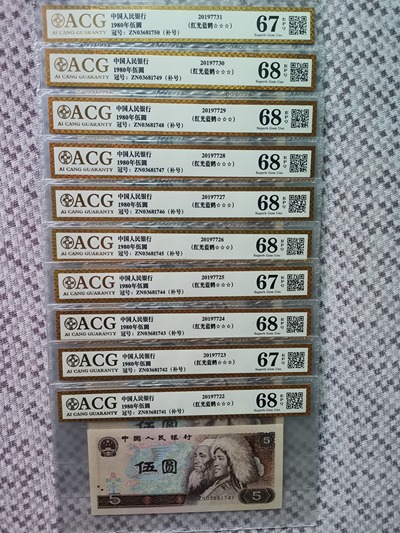 ACG
AI CANG GUARANTY
中国人民银行
1980年伍圆
冠号：ZN03681750（补号）
20197731
（红光蓝鹤☆☆☆）
67 EPQ
Superb Gem Unc
ACG
AI CANG GUARANTY
中国人民银行
1980年伍圆
冠号：ZN03681749（补号）
20197730
（红光蓝鹤☆☆☆）
68 EPQ
Superb Gem Unc
ACG
AI CANG GUARANTY
中国人民银行
1980年伍圆
冠号：ZN03681748（补号）
20197729
（红光蓝鹤☆☆☆）
68 EPQ
Superb Gem Unc
ACG
AI CANG GUARANTY
中国人民银行
1980年伍圆
冠号：ZN03681747（补号）
20197728
（红光蓝鹤☆☆☆）
68 EPQ
Superb Gem Unc
ACG
AI CANG GUARANTY
中国人民银行
1980年伍圆
冠号：ZN03681746（补号）
20197727
（红光蓝鹤☆☆☆）
68 EPQ
Superb Gem Unc
ACG
AI CANG GUARANTY
中国人民银行
1980年伍圆
冠号：ZN03681745（补号）
20197726
（红光蓝鹤☆☆☆）
68 EPQ
Superb Gem Unc
ACG
AI CANG GUARANTY
中国人民银行
1980年伍圆
冠号：ZN03681744（补号）
20197725
（红光蓝鹤☆☆☆）
67 EPQ
Superb Gem Unc
ACG
AI CANG GUARANTY
中国人民银行
1980年伍圆
冠号：ZN03681743（补号）
20197724
（红光蓝鹤☆☆☆）
68 EPQ
Superb Gem Unc
ACG
AI CANG GUARANTY
中国人民银行
1980年伍圆
冠号：ZN03681742（补号）
20197723
（红光蓝鹤☆☆☆）
67 EPQ
Superb Gem Unc
ACG
AI CANG GUARANTY
中国人民银行
1980年伍圆
冠号：ZN03681741（补号）
20197722
（红光蓝鹤☆☆☆）
68 EPQ
Superb Gem Unc
中国人民银行
5
伍圆
ZN03681741
5
5